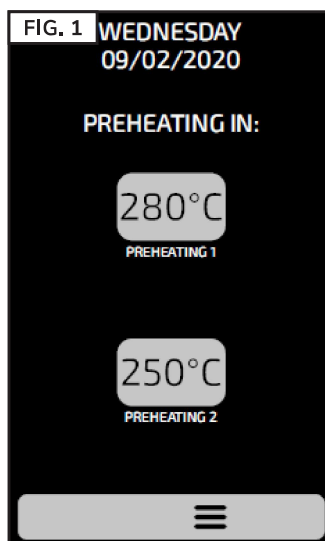 FIG. 1
WEDNESDAY
09/02/2020
PREHEATING IN:
280°C
PREHEATING 1
250°C
PREHEATING 2